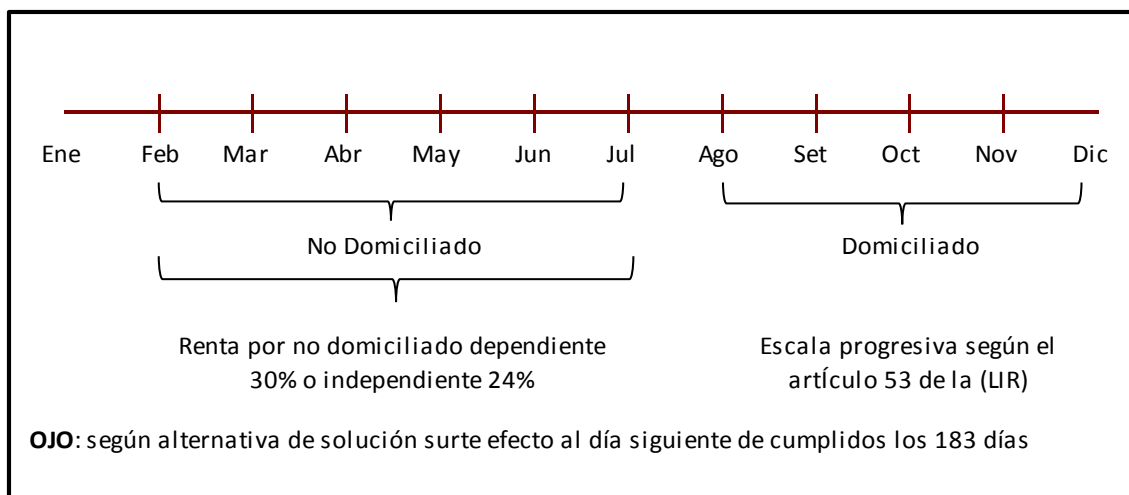 Ene Feb Mar Abr May Jun Jul Ago Set Oct Nov Dic
No Domiciliado Domiciliado
Renta por no domiciliado dependiente Escala progresiva según el
30% o independiente 24% artículo 53 de la (LIR)
OJO: según alternativa de solución surte efecto al día siguiente de cumplidos los 183 días